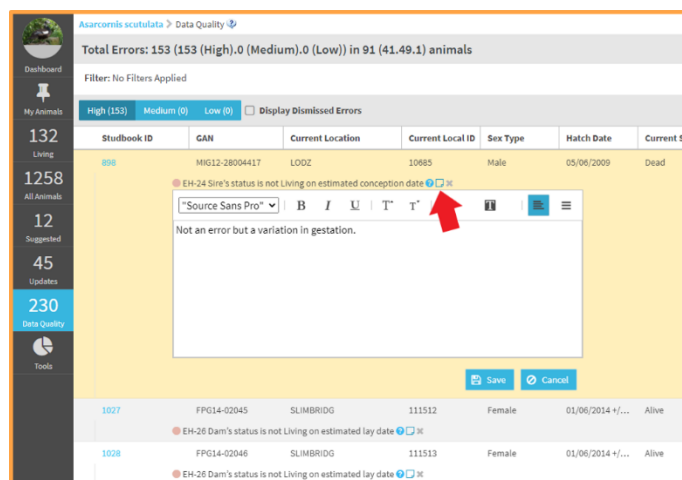 Asarcornis scutulata > Data Quality
Total Errors: 153 (153 (High).0 (Medium).0 (Low)) in 91 (41.49.1) animals
Filter: No Filters Applied
High (153) Medium (0) Low (0) Display Dismissed Errors
Studbook ID GAN Current Location Current Local ID Sex Type Hatch Date Current S
898 MIG12-28004417 LODZ 10685 Male 05/06/2009 Dead
EH-24 Sire's status is not Living on estimated conception date
"Source Sans Pro" B I U T+ T- T
Not an error but a variation in gestation.
Save Cancel
1027 FPG14-02045 SLIMBRIDG 111512 Female 01/06/2014 +/... Alive
EH-26 Dam's status is not Living on estimated lay date
1028 FPG14-02046 SLIMBRIDG 111513 Female 01/06/2014 +/... Alive
EH-26 Dam's status is not Living on estimated lay date
Dashboard
My Animals
132
Living
1258
All Animals
12
Suggested
45
Updates
230
Data Quality
Tools